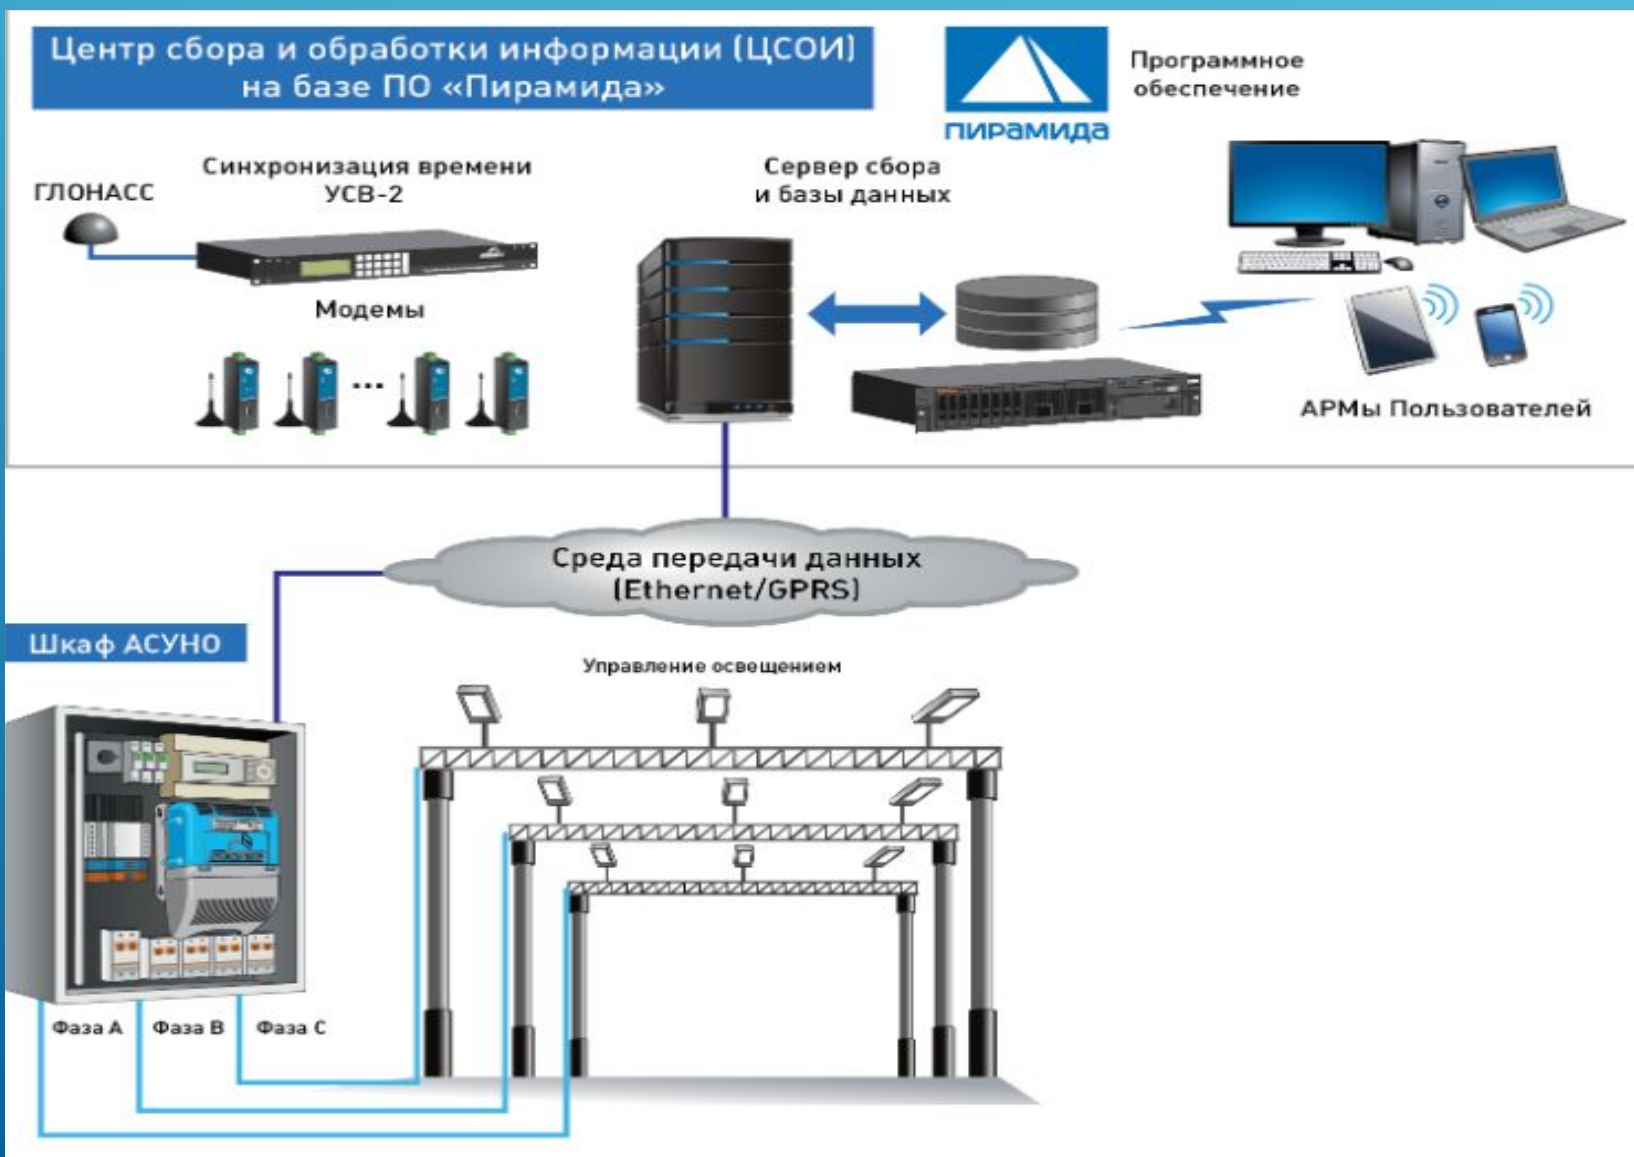 Центр сбора и обработки информации (ЦСОИ)
на базе ПО «Пирамида»
ПИРАМИДА
Программное
обеспечение
ГЛОНАСС
Синхронизация времени
УСВ-2
Модемы
...
Сервер сбора
и базы данных
АРМы Пользователей
Среда передачи данных
(Ethernet/GPRS)
Шкаф АСУНО
Управление освещением
Фаза А
Фаза В
Фаза С